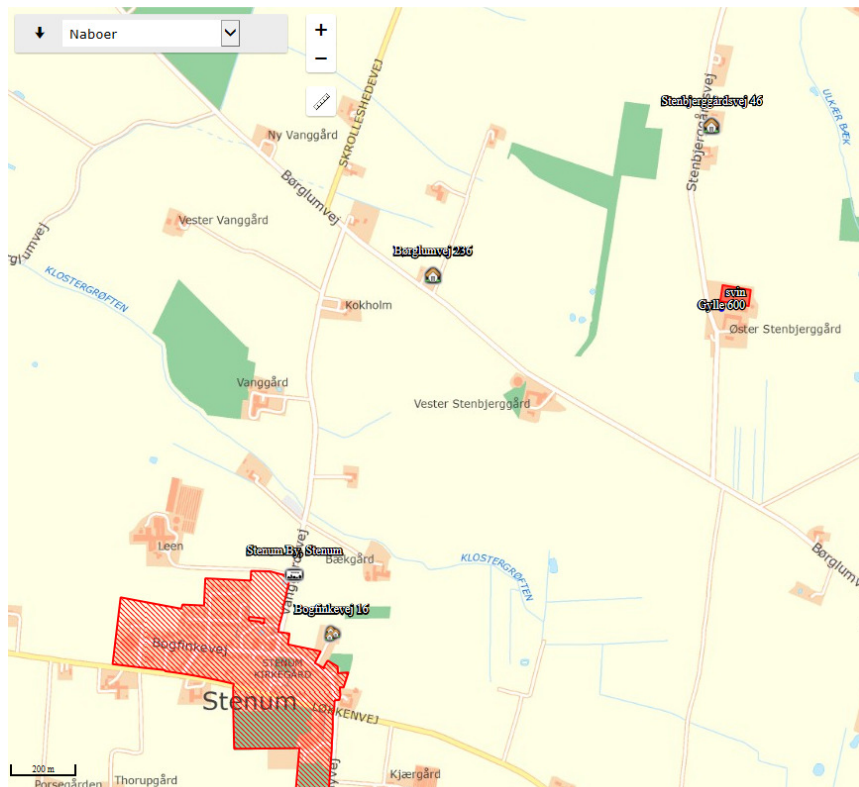 Naboer
+
−
Stenbjerggårdsvej 46
Stenbjerggårdsvej
ULKÆR BÆK
SKROLLESHEDEVEJ
Ny Vanggård
Børglumvej
Vester Vanggård
Børglumvej 236
KLOSTERGRØFTEN
svin
Gylle 600
Kokholm
Øster Stenbjerggård
Vanggård
Vester Stenbjerggård
Leen
Stenum By, Stenum
Bækgård
KLOSTERGRØFTEN
Bogfinkevej 16
Bogfinkevej
STENUM
KIRKEGÅRD
Stenum
LØKKENVEJ
200 m
Porsegården
Thorupgård
Kjærgård